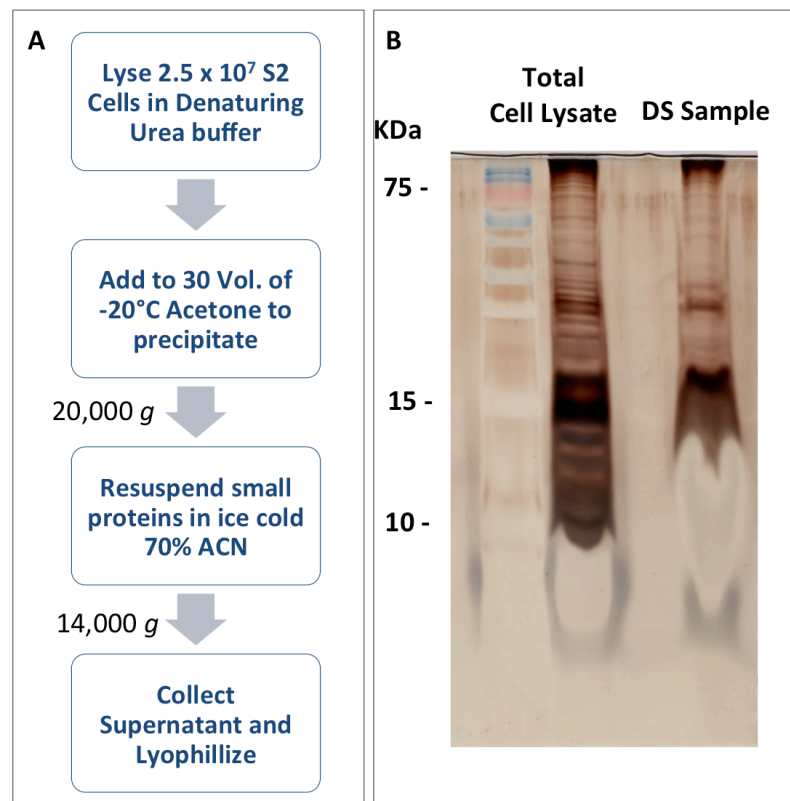 A
Lyse 2.5 x 10⁷ S2
Cells in Denaturing
Urea buffer
Add to 30 Vol. of
-20°C Acetone to
precipitate
20,000 g
Resuspend small
proteins in ice cold
70% ACN
14,000 g
Collect
Supernatant and
Lyophillize
B
Total
Cell Lysate
DS Sample
KDa
75 -
15 -
10 -